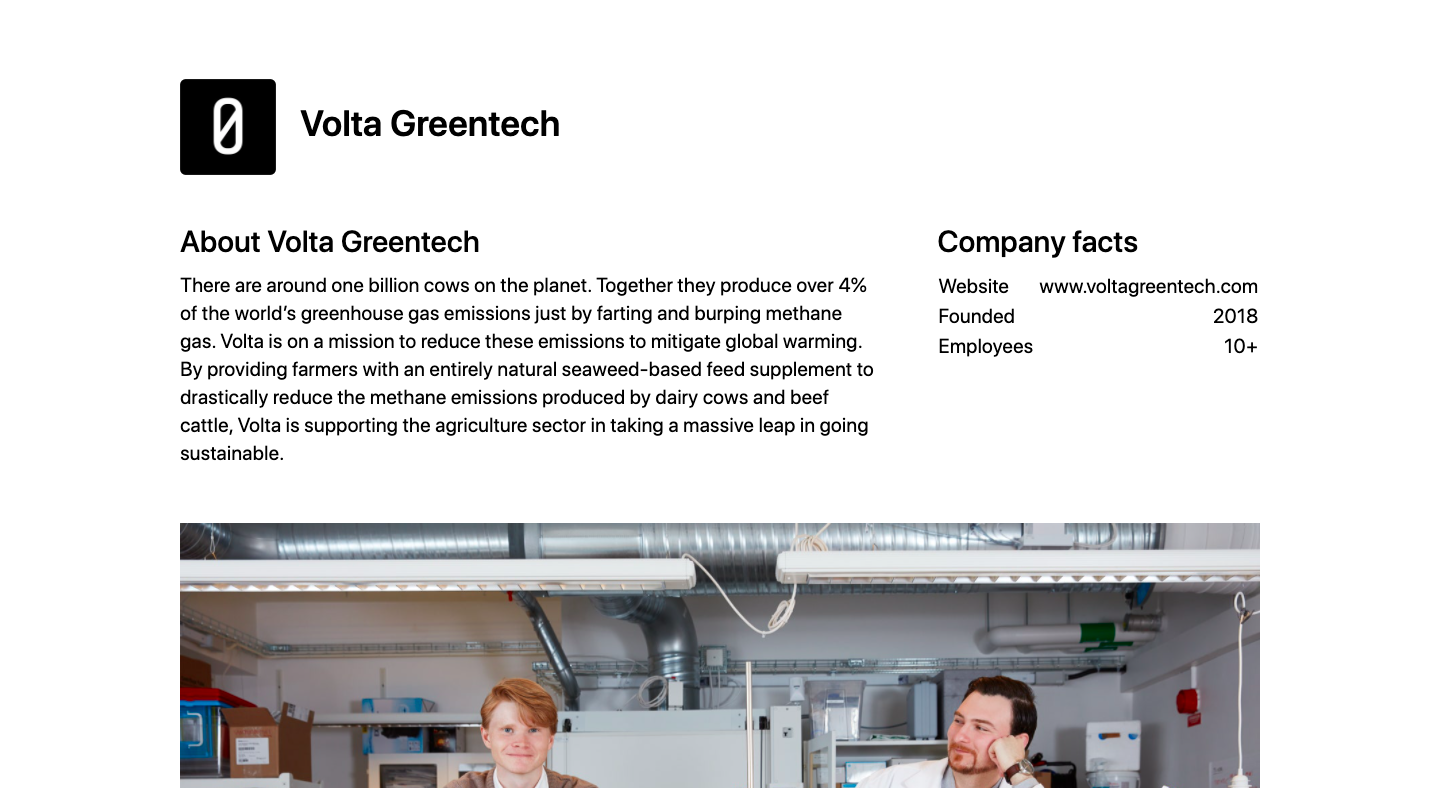 0
Volta Greentech
About Volta Greentech
There are around one billion cows on the planet. Together they produce over 4%
of the world’s greenhouse gas emissions just by farting and burping methane
gas. Volta is on a mission to reduce these emissions to mitigate global warming.
By providing farmers with an entirely natural seaweed-based feed supplement to
drastically reduce the methane emissions produced by dairy cows and beef
cattle, Volta is supporting the agriculture sector in taking a massive leap in going
sustainable.
Company facts
Website www.voltagreentech.com
Founded 2018
Employees 10+